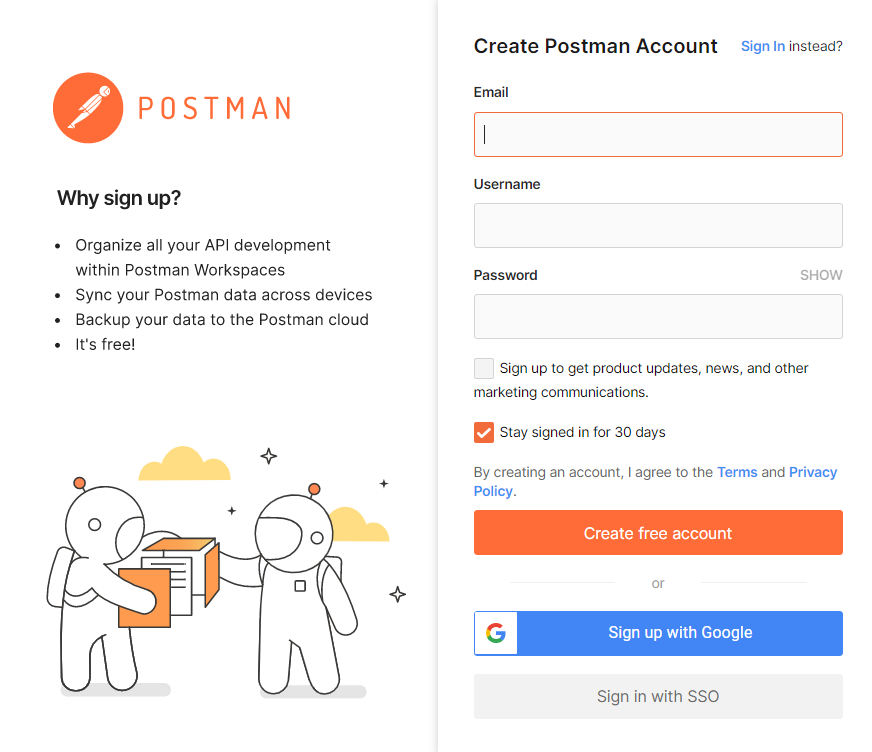 POSTMAN
Why sign up?
• Organize all your API development
within Postman Workspaces
• Sync your Postman data across devices
• Backup your data to the Postman cloud
• It's free!
Create Postman Account
Sign In instead?
Email
Username
Password
SHOW
Sign up to get product updates, news, and other
marketing communications.
Stay signed in for 30 days
By creating an account, I agree to the Terms and Privacy
Policy.
Create free account
or
G
Sign up with Google
Sign in with SSO